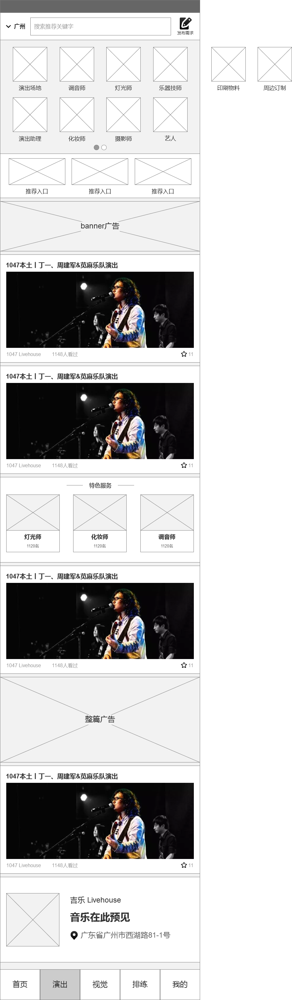 广州
搜索推荐关键字
发布需求
演出场地
调音师
灯光师
乐器技师
印刷物料
周边订制
演出助理
化妆师
摄影师
艺人
推荐入口
推荐入口
推荐入口
banner广告
1047本土丨丁一、周建军&苋麻乐队演出
1047 Livehouse
1148人看过
11
1047本土丨丁一、周建军&苋麻乐队演出
1047 Livehouse
1148人看过
11
特色服务
灯光师
化妆师
调音师
1120名
1120名
1120名
1047本土丨丁一、周建军&苋麻乐队演出
1047 Livehouse
1148人看过
11
整篇广告
1047本土丨丁一、周建军&苋麻乐队演出
1047 Livehouse
1148人看过
11
吉乐 Livehouse
音乐在此预见
广东省广州市西湖路81-1号
首页
演出
视觉
排练
我的